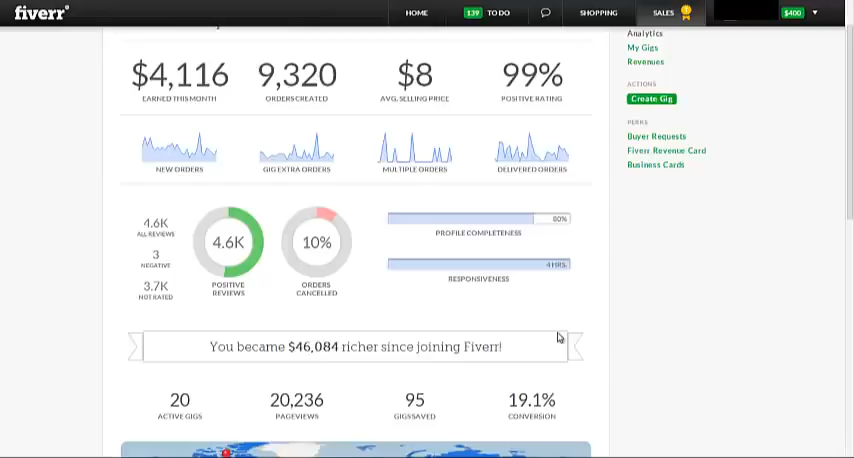 fiverr®
HOME
139 TO DO
SHOPPING
SALES
$400
Analytics
My Gigs
Revenues
ACTIONS
Create Gig
PERKS
Buyer Requests
Fiverr Revenue Card
Business Cards
$4,116
EARNED THIS MONTH
9,320
ORDERS CREATED
$8
AVG. SELLING PRICE
99%
POSITIVE RATING
NEW ORDERS
GIG EXTRA ORDERS
MULTIPLE ORDERS
DELIVERED ORDERS
4.6K
ALL REVIEWS
3
NEGATIVE
3.7K
NOT RATED
4.6K
POSITIVE
REVIEWS
10%
ORDERS
CANCELLED
80%
PROFILE COMPLETENESS
4 HRS.
RESPONSIVENESS
You became $46,084 richer since joining Fiverr!
20
ACTIVE GIGS
20,236
PAGEVIEWS
95
GIGS SAVED
19.1%
CONVERSION